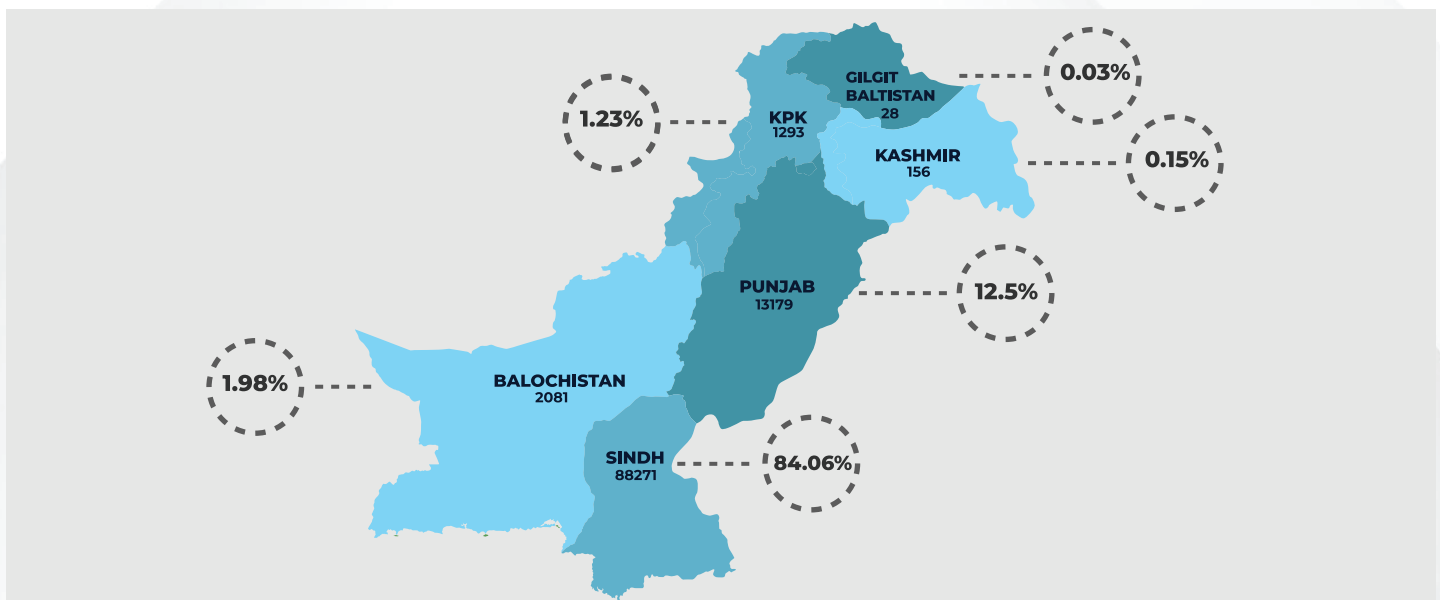 0.03%
GILGIT
BALTISTAN
28
1.23%
KPK
1293
KASHMIR
156
0.15%
PUNJAB
13179
12.5%
1.98%
BALOCHISTAN
2081
SINDH
88271
84.06%